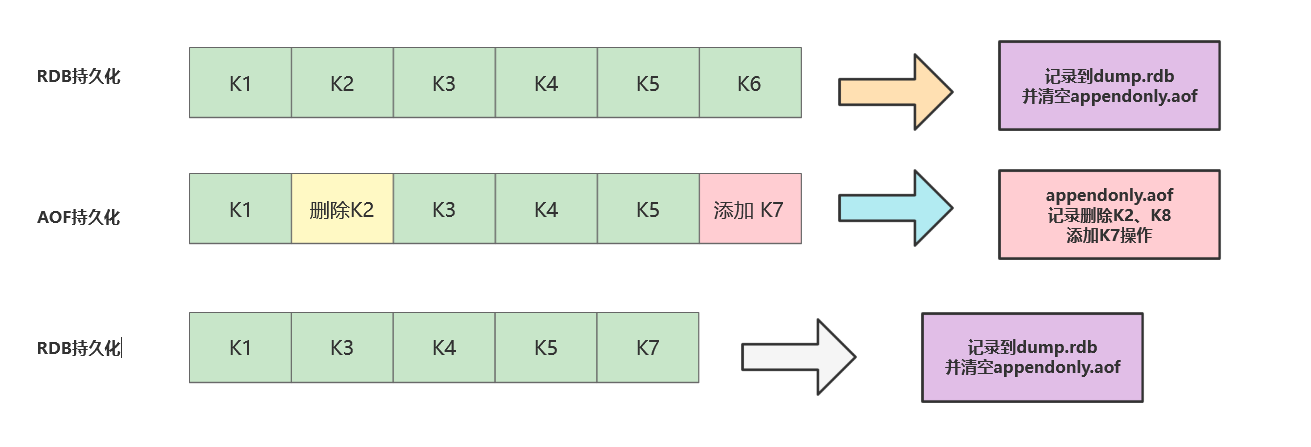 RDB持久化
K1
K2
K3
K4
K5
K6
记录到dump.rdb
并清空appendonly.aof
AOF持久化
K1
删除K2
K3
K4
K5
添加 K7
appendonly.aof
记录删除K2、K8
添加K7操作
RDB持久化
K1
K3
K4
K5
K7
记录到dump.rdb
并清空appendonly.aof